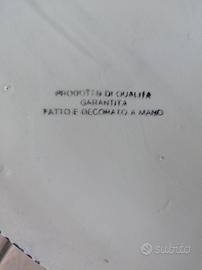 PRODOTTO DI QUALITÀ
GARANTITA
FATTO E DECORATO A MANO
subito